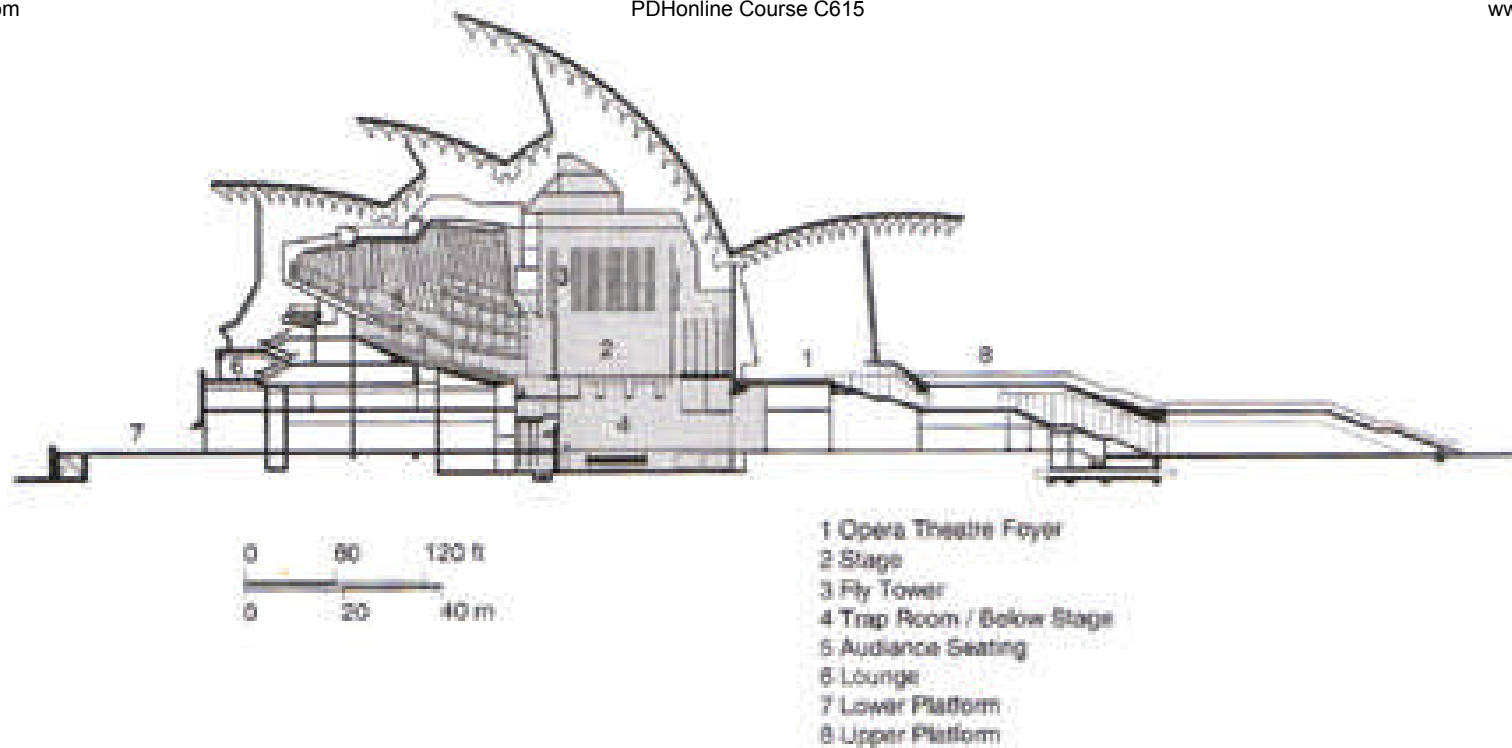 om
PDHonline Course C615
ww
2
1
8
6
4
7
0 60 120 ft
0 20 40 m
1 Opera Theatre Foyer
2 Stage
3 Fly Tower
4 Trap Room / Below Stage
5 Audiance Seating
6 Lounge
7 Lower Platform
8 Upper Platform